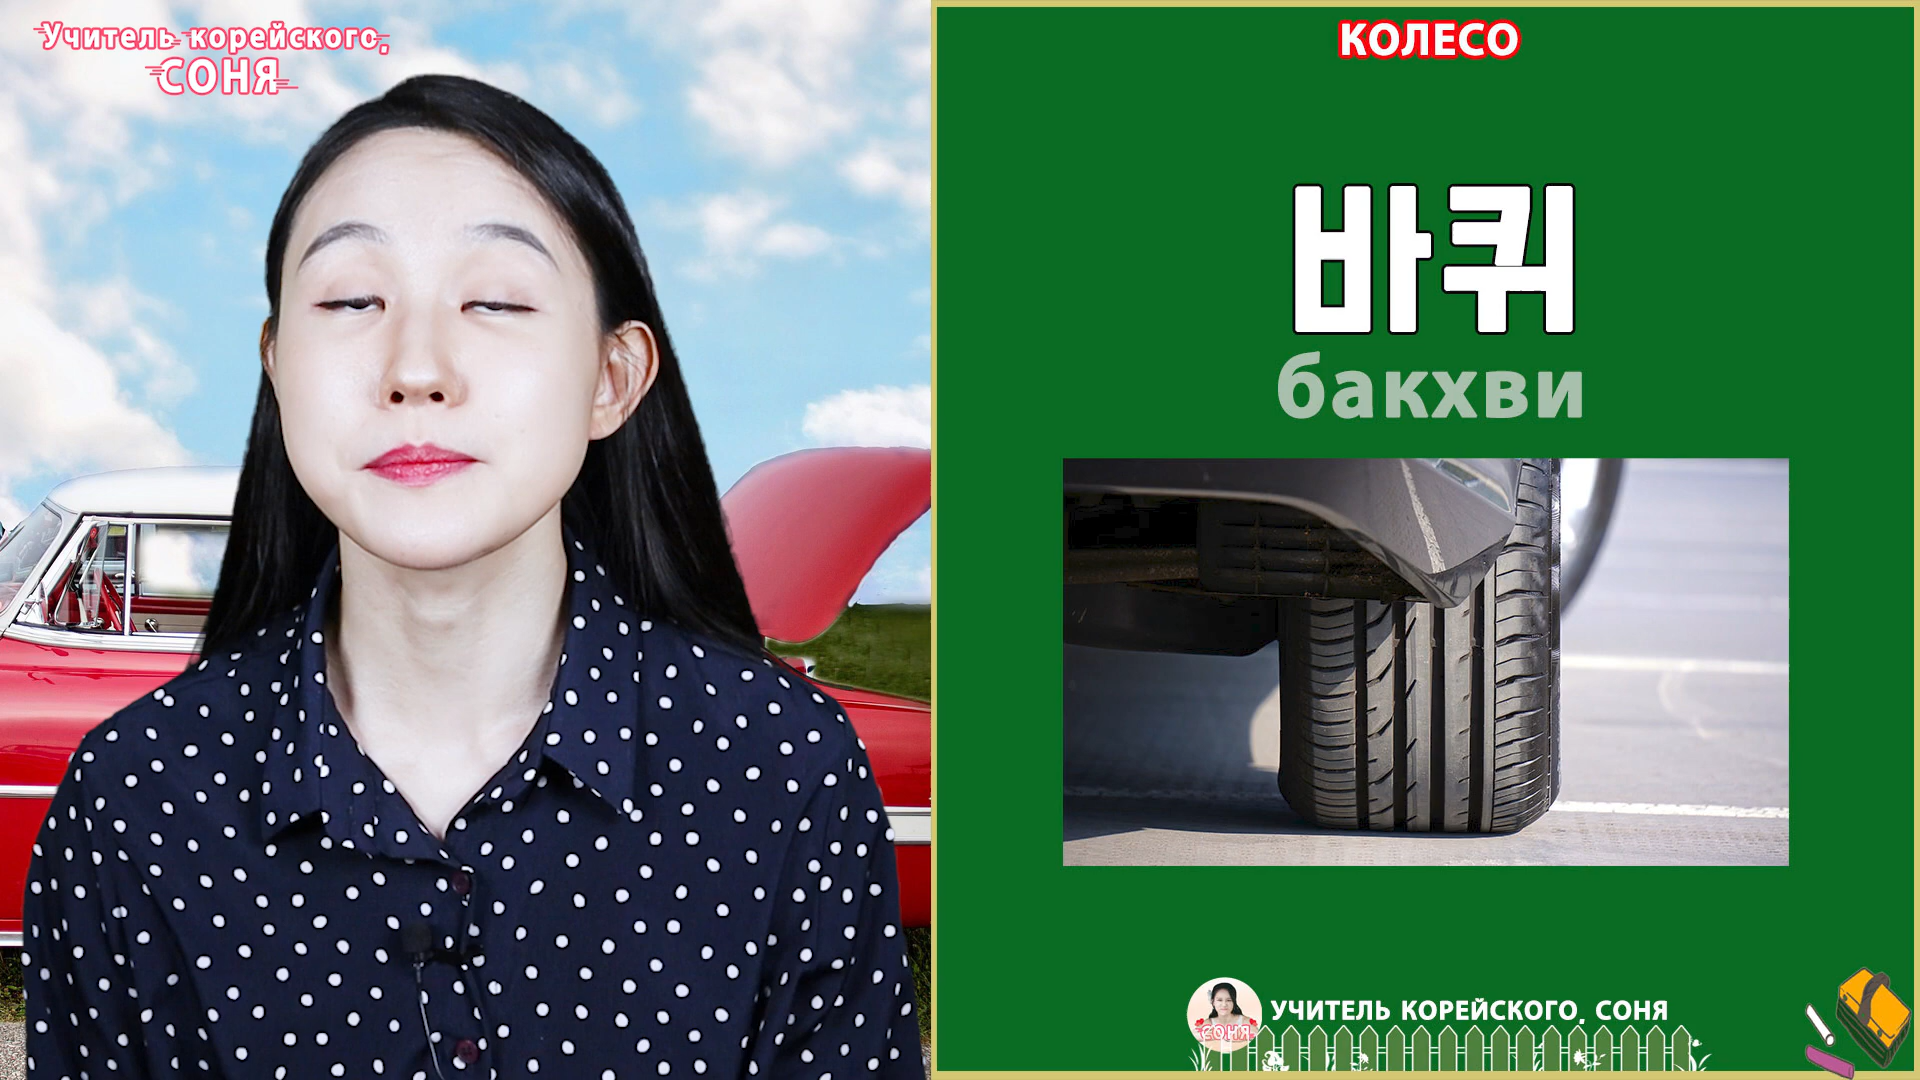 Учитель корейского,
СОНЯ
КОЛЕСО
바퀴
бакхви
СОНЯ
УЧИТЕЛЬ КОРЕЙСКОГО, СОНЯ